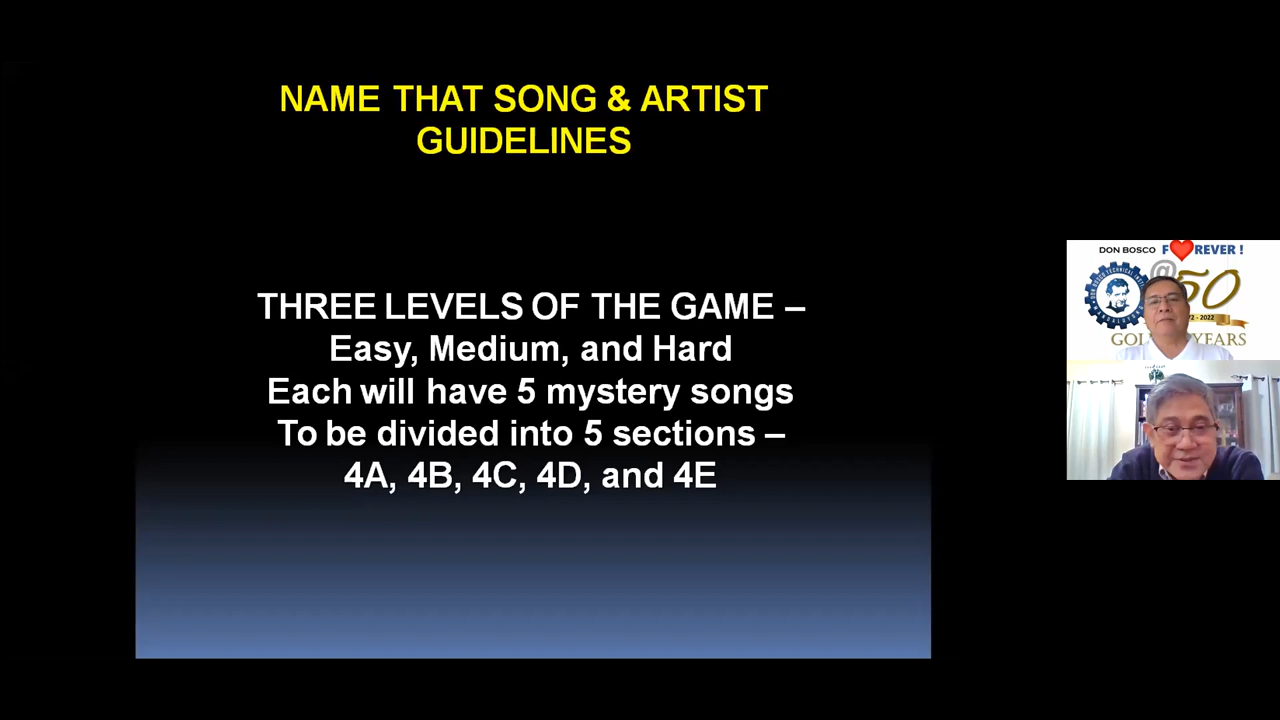 NAME THAT SONG & ARTIST
GUIDELINES
THREE LEVELS OF THE GAME –
Easy, Medium, and Hard
Each will have 5 mystery songs
To be divided into 5 sections –
4A, 4B, 4C, 4D, and 4E
DON BOSCO F❤REVER !
@50
2 - 2022
GOL YEARS